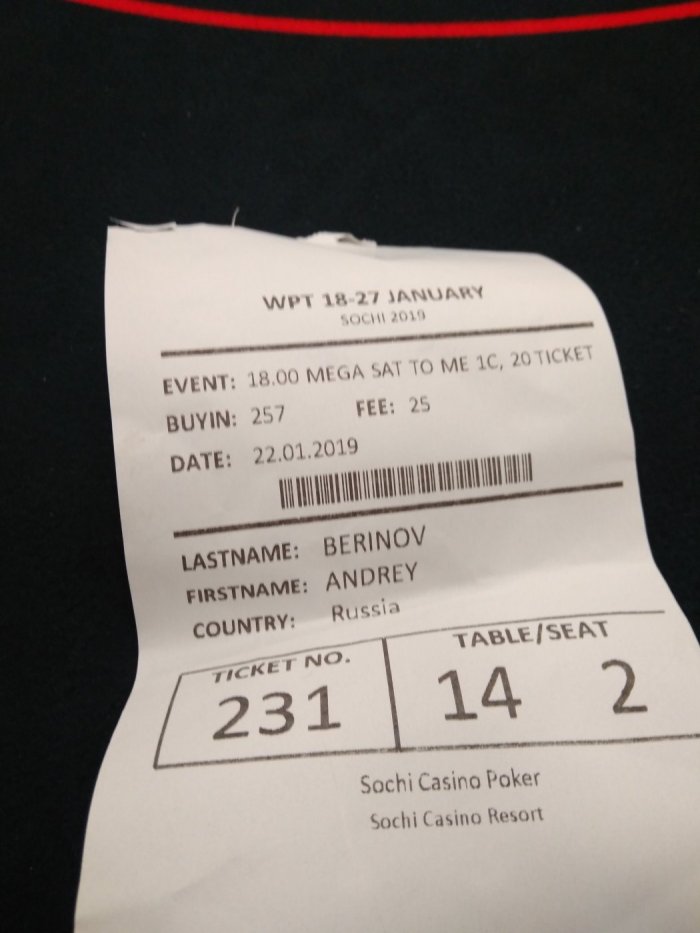 WPT 18-27 JANUARY
SOCHI 2019
EVENT: 18.00 MEGA SAT TO ME 1C, 20 TICKET
BUYIN: 257 FEE: 25
DATE: 22.01.2019
LASTNAME: BERINOV
FIRSTNAME: ANDREY
COUNTRY: Russia
TICKET NO. TABLE/SEAT
231 14 2
Sochi Casino Poker
Sochi Casino Resort